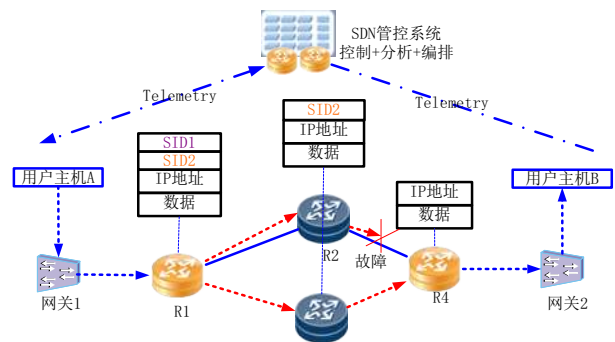 SDN管控系统
控制+分析+编排
Telemetry
Telemetry
SID2
IP地址
数据
SID1
SID2
IP地址
数据
IP地址
数据
用户主机A
用户主机B
R2
故障
网关1
R1
R4
网关2